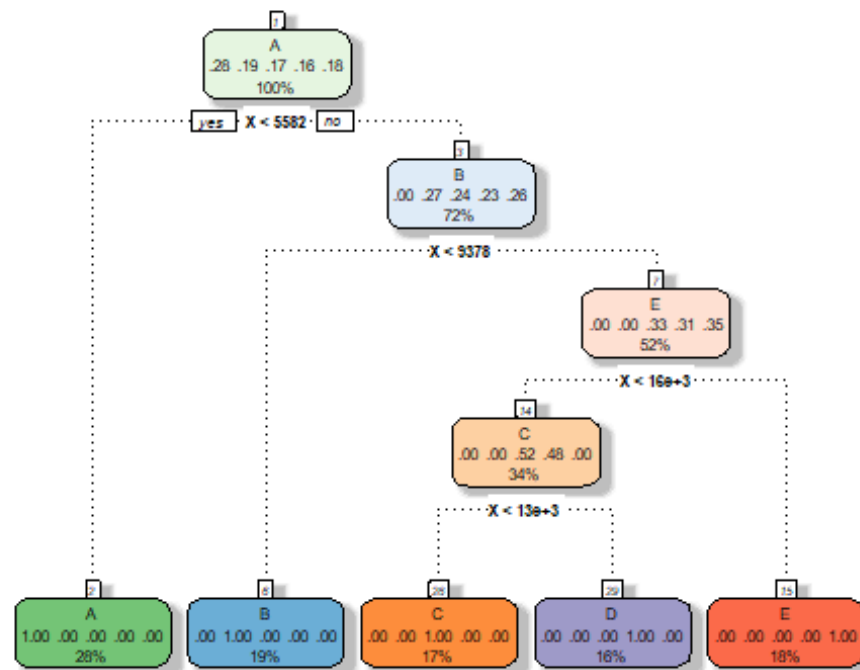 1
A
.28 .19 .17 .16 .18
100%
yes X < 5582 no
3
B
.00 .27 .24 .23 .26
72%
X < 9378
7
E
.00 .00 .33 .31 .35
52%
X < 16e+3
14
C
.00 .00 .52 .48 .00
34%
X < 13e+3
2
A
1.00 .00 .00 .00 .00
28%
6
B
.00 1.00 .00 .00 .00
19%
28
C
.00 .00 1.00 .00 .00
17%
29
D
.00 .00 .00 1.00 .00
16%
15
E
.00 .00 .00 .00 1.00
18%